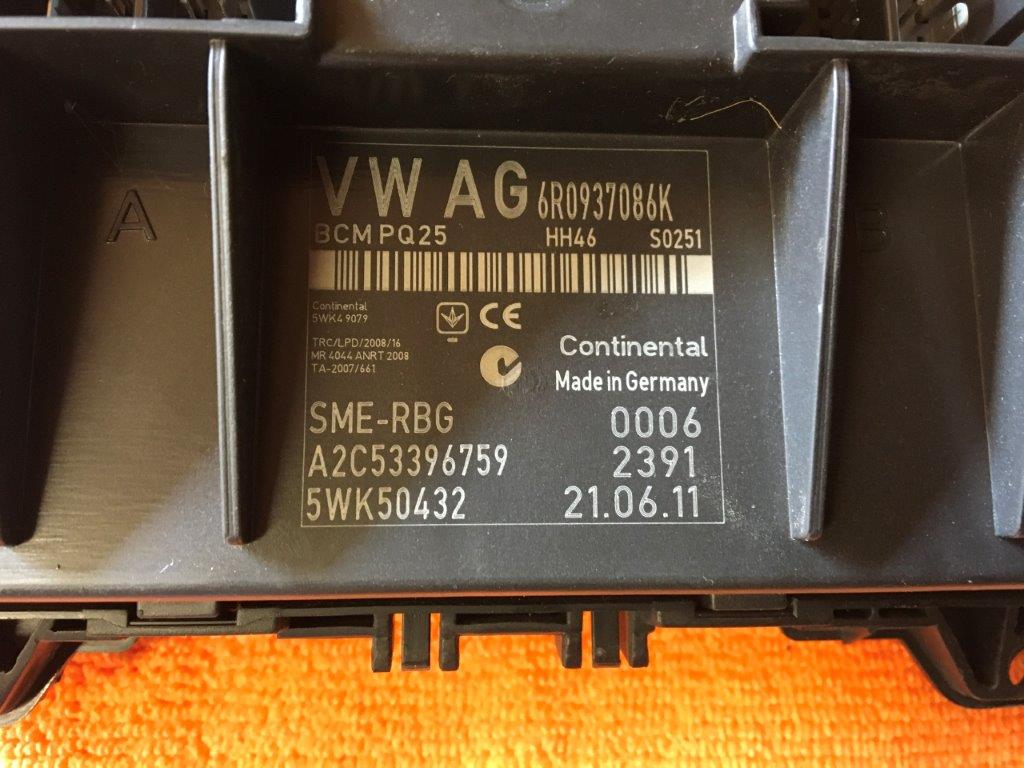 A
VW AG 6R0937086K
B
BCM PQ25 HH46 S0251
Continental
5WK4 9079
CE
TRC/LPD/2008/16
MR 4044 ANRT 2008
TA-2007/661
Continental
Made in Germany
SME-RBG 0006
A2C53396759 2391
5WK50432 21.06.11